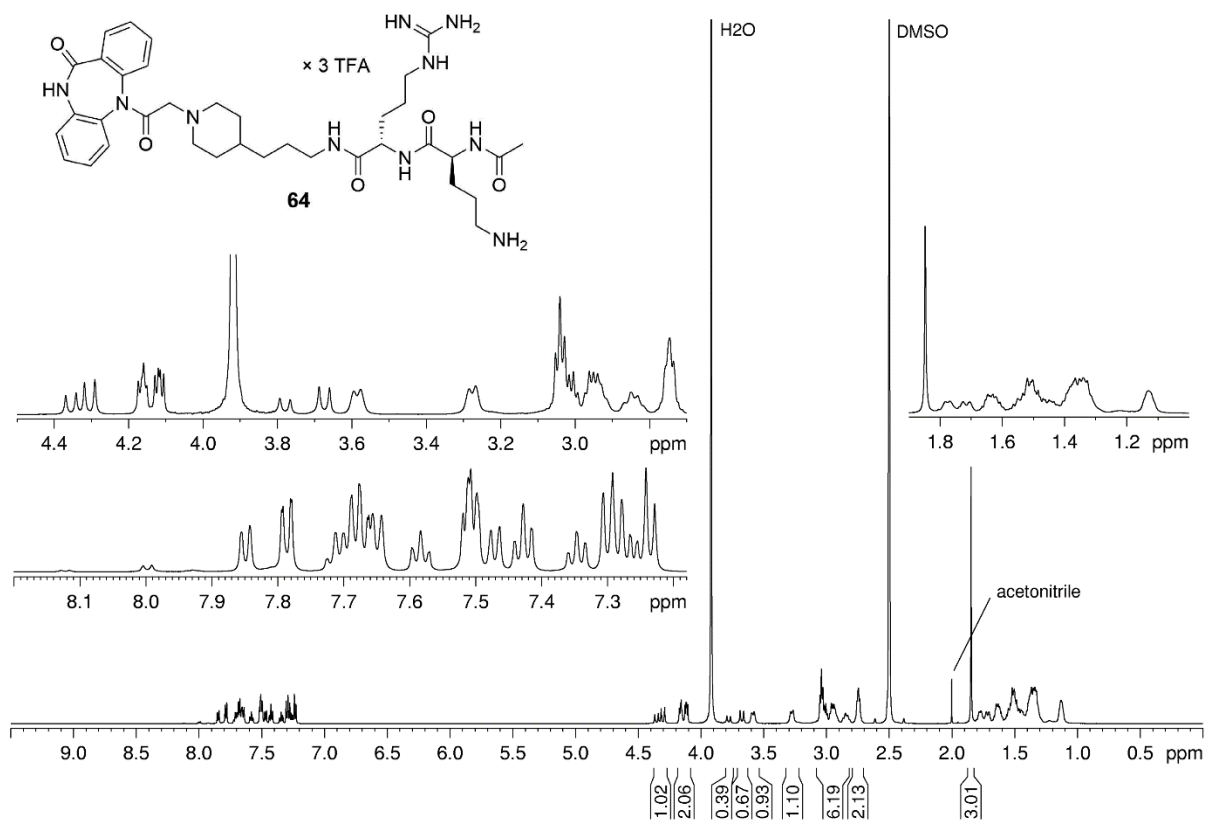 O
HN
N
O
N
HN
NH2
NH
× 3 TFA
H
N
O
N
H
O
H
N
O
NH2
64
H2O
DMSO
4.4 4.2 4.0 3.8 3.6 3.4 3.2 3.0 ppm
1.8 1.6 1.4 1.2 ppm
8.1 8.0 7.9 7.8 7.7 7.6 7.5 7.4 7.3 ppm
acetonitrile
9.0 8.5 8.0 7.5 7.0 6.5 6.0 5.5 5.0 4.5 4.0 3.5 3.0 2.5 2.0 1.5 1.0 0.5 ppm
1.02
2.06
0.39
0.67
0.93
1.10
6.19
2.13
3.01